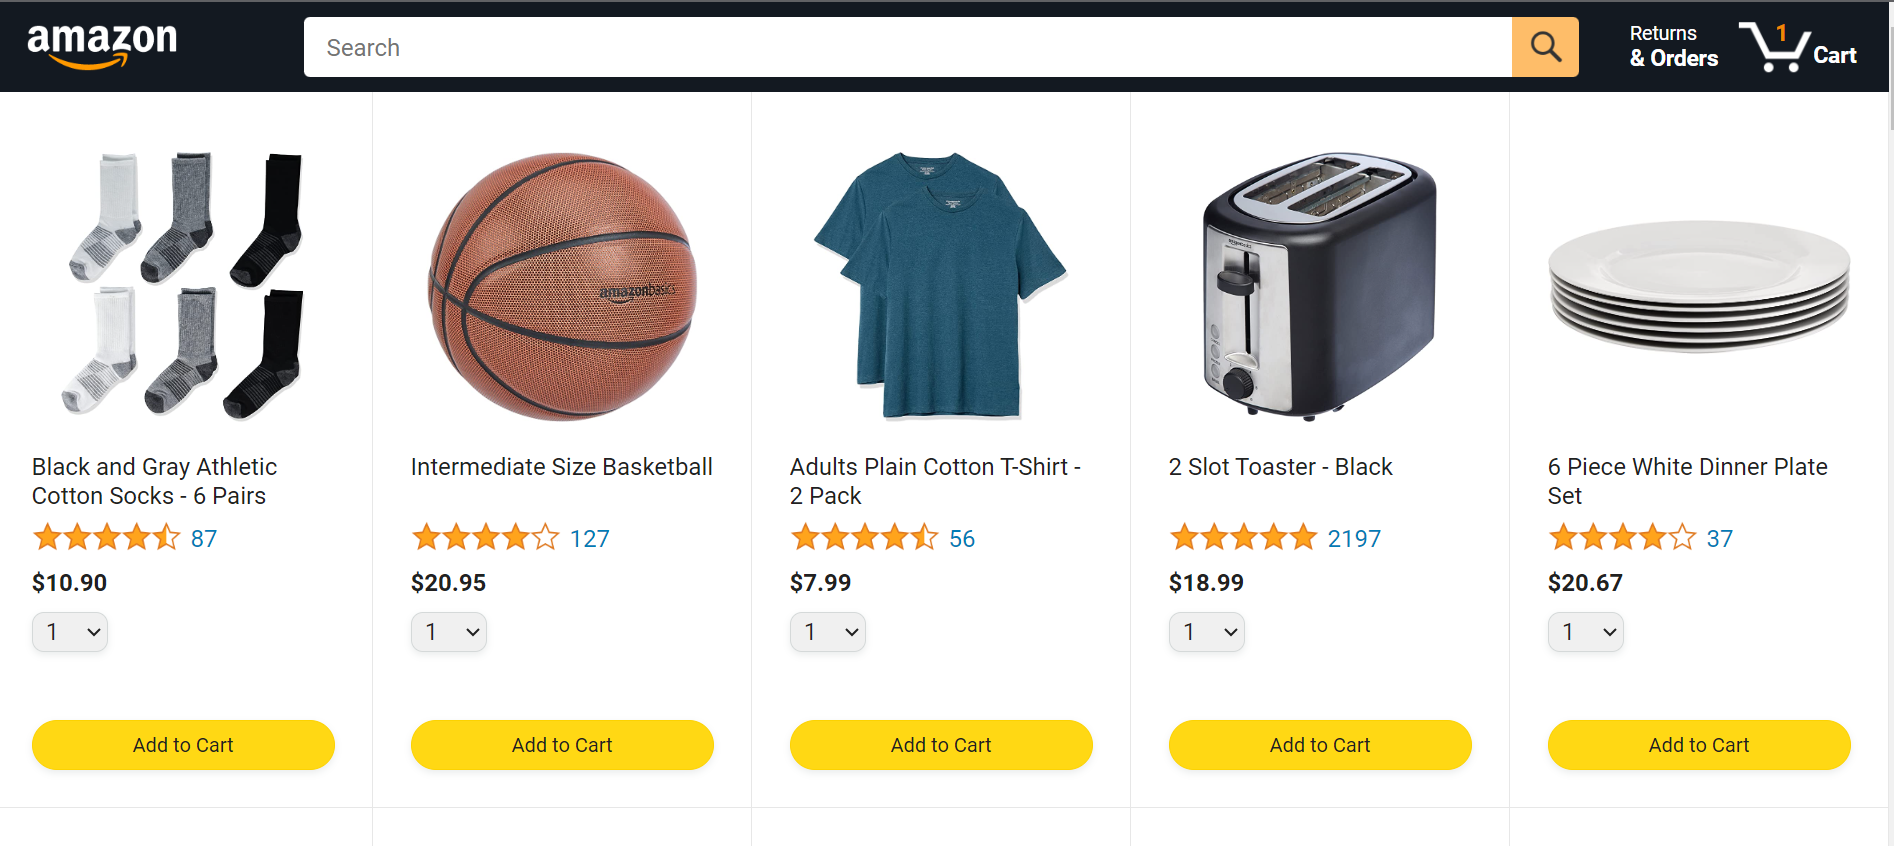 amazon
Search
Returns
& Orders
1
Cart
amazonbasics
Black and Gray Athletic
Cotton Socks - 6 Pairs
87
$10.90
1
Add to Cart
Intermediate Size Basketball
127
$20.95
1
Add to Cart
Adults Plain Cotton T-Shirt -
2 Pack
56
$7.99
1
Add to Cart
2 Slot Toaster - Black
2197
$18.99
1
Add to Cart
6 Piece White Dinner Plate
Set
37
$20.67
1
Add to Cart